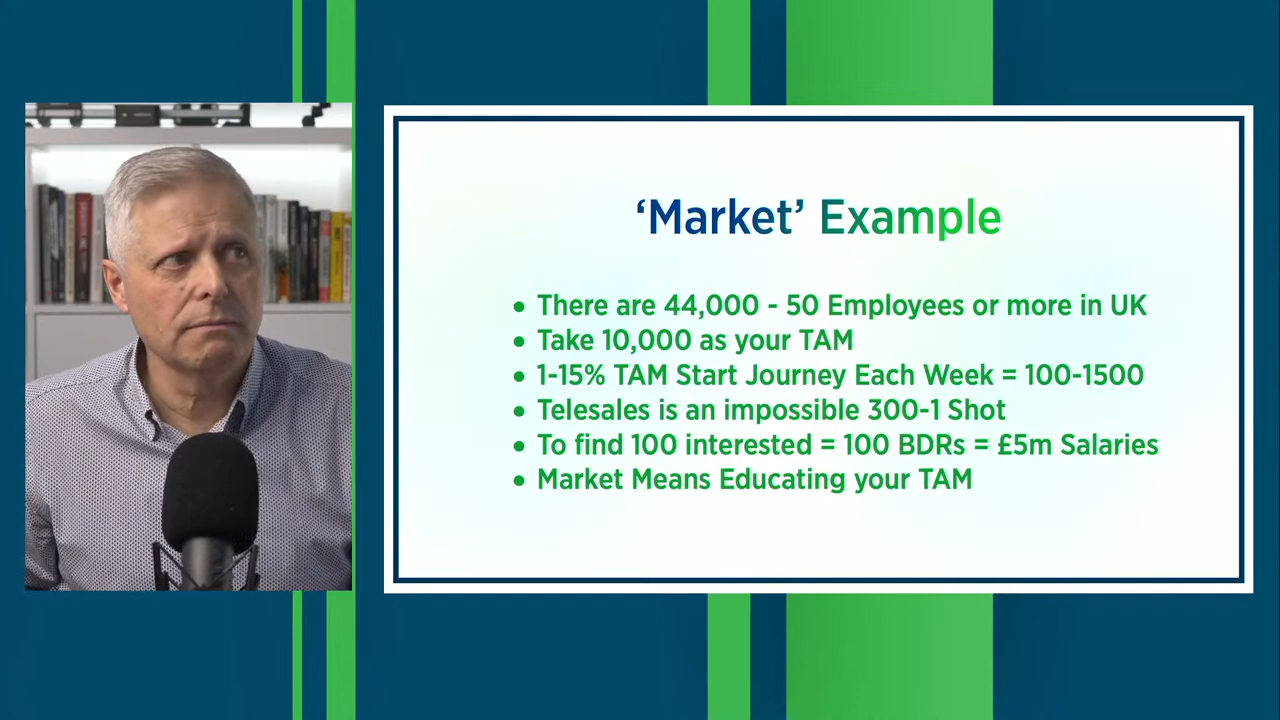 ‘Market’ Example
• There are 44,000 - 50 Employees or more in UK
• Take 10,000 as your TAM
• 1-15% TAM Start Journey Each Week = 100-1500
• Telesales is an impossible 300-1 Shot
• To find 100 interested = 100 BDRs = £5m Salaries
• Market Means Educating your TAM